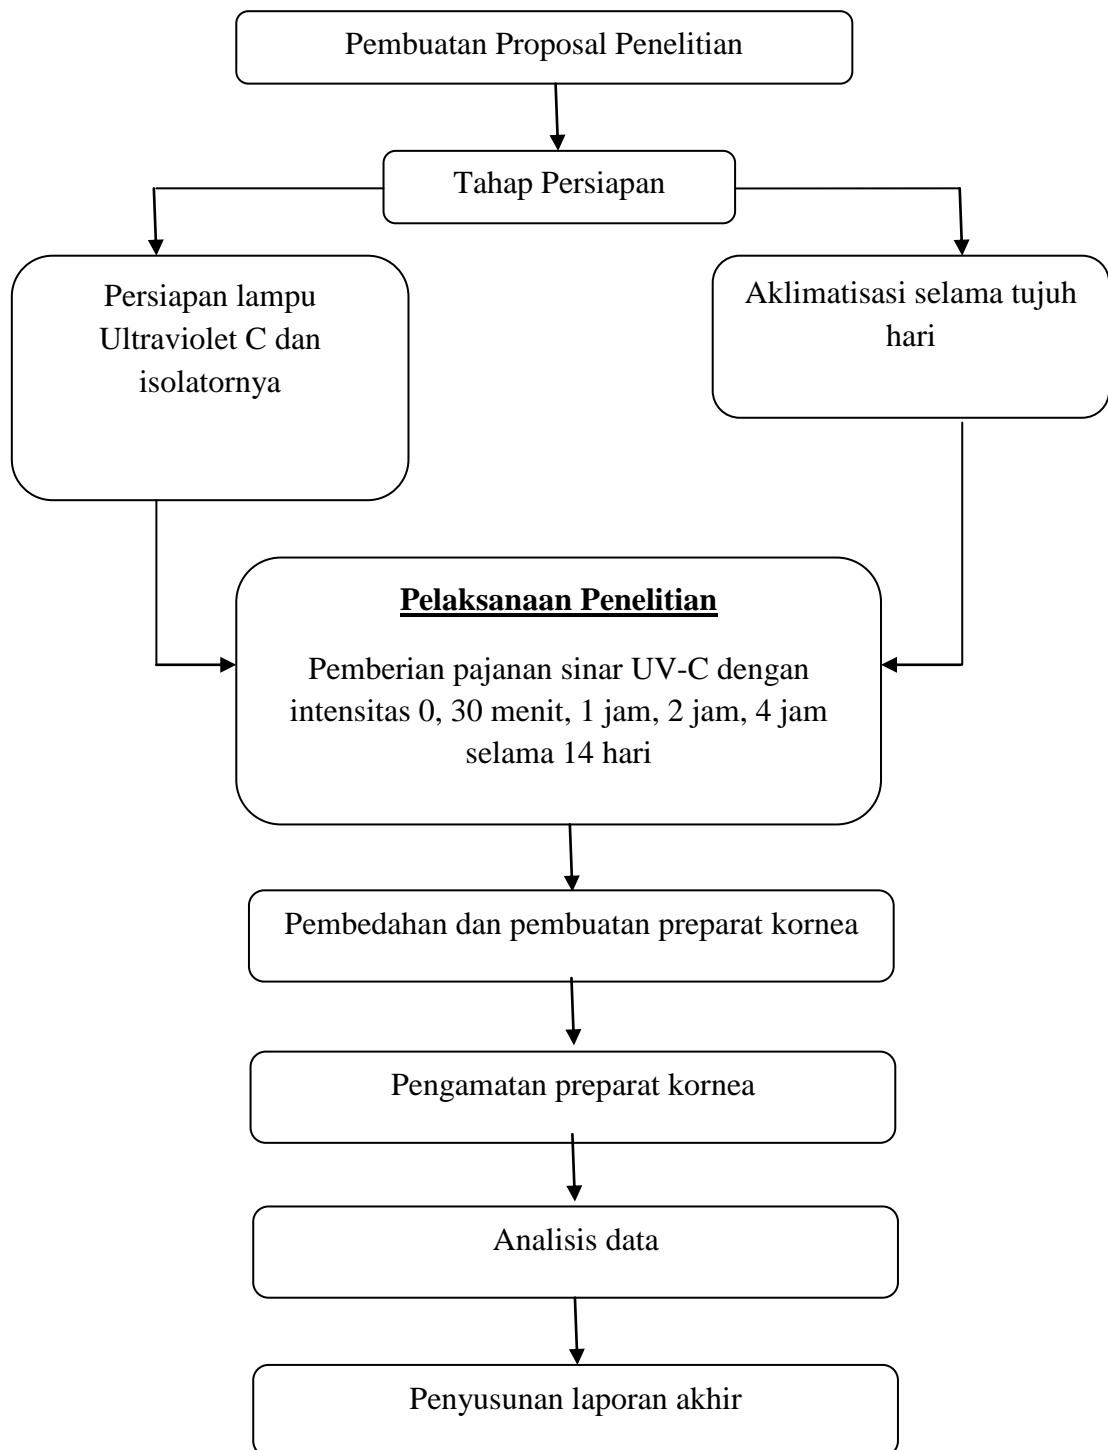 Pembuatan Proposal Penelitian
Tahap Persiapan
Persiapan lampu
Ultraviolet C dan
isolatornya
Aklimatisasi selama tujuh
hari
Pelaksanaan Penelitian
Pemberian pajanan sinar UV-C dengan
intensitas 0, 30 menit, 1 jam, 2 jam, 4 jam
selama 14 hari
Pembedahan dan pembuatan preparat kornea
Pengamatan preparat kornea
Analisis data
Penyusunan laporan akhir